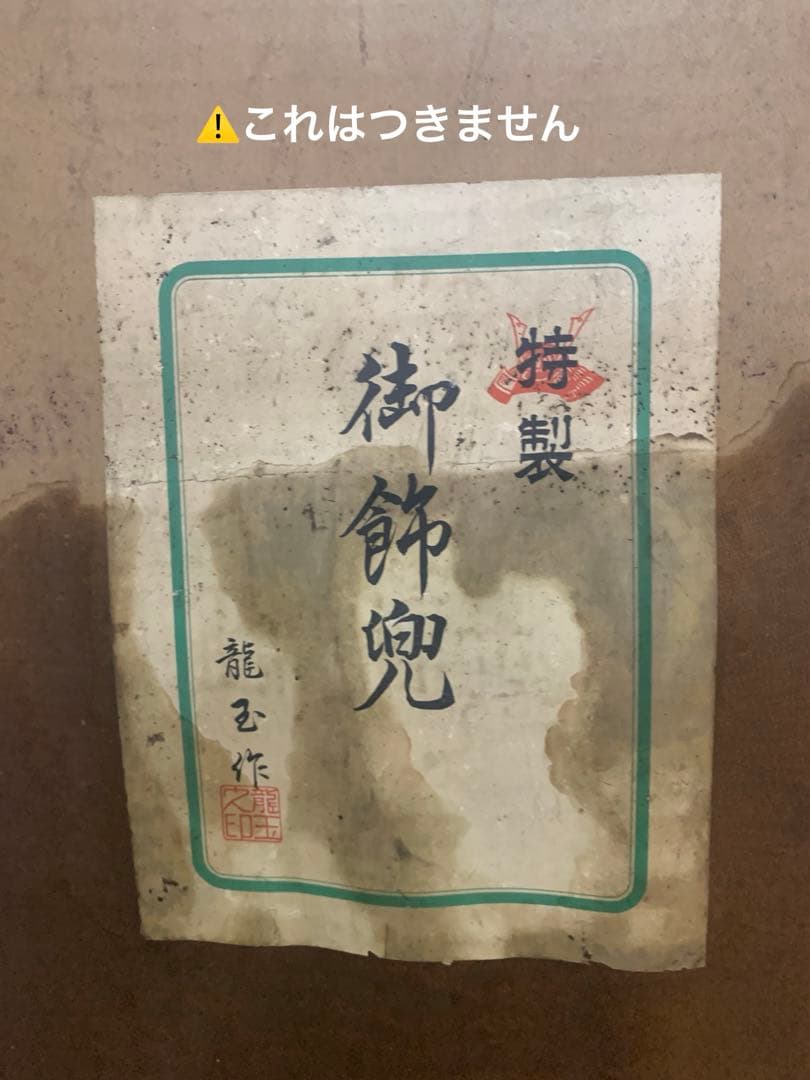 ⚠️これはつきません
特製
御飾兜
龍玉作
龍玉之印